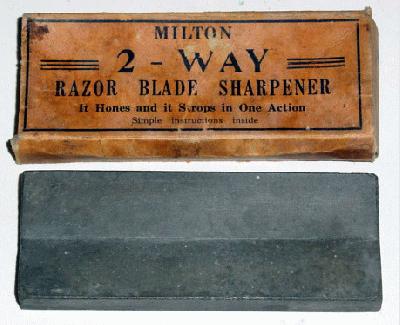 MILTON
2 - WAY
RAZOR BLADE SHARPENER
It Hones and it Strops in One Action
Simple instructions inside